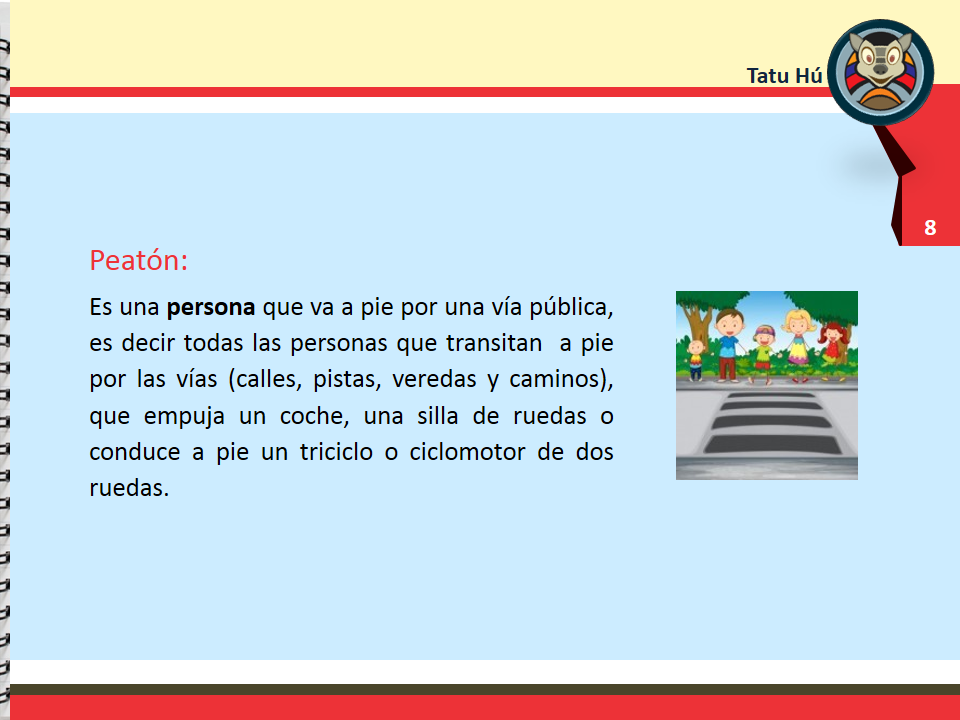 Tatu Hú
8
Peatón:
Es una persona que va a pie por una vía pública,
es decir todas las personas que transitan  a pie
por las vías (calles, pistas, veredas y caminos),
que empuja un coche, una silla de ruedas o
conduce a pie un triciclo o ciclomotor de dos
ruedas.